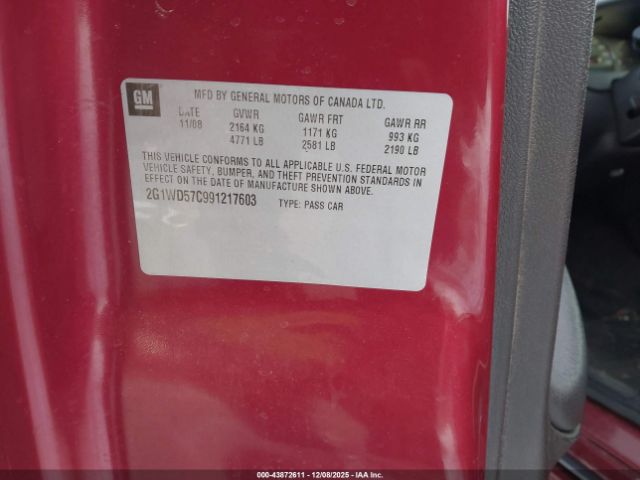 GM
MFD BY GENERAL MOTORS OF CANADA LTD.
DATE GVWR GAWR FRT GAWR RR
11/08 2164 KG 1171 KG 993 KG
4771 LB 2581 LB 2190 LB
THIS VEHICLE CONFORMS TO ALL APPLICABLE U.S. FEDERAL MOTOR
VEHICLE SAFETY, BUMPER, AND THEFT PREVENTION STANDARDS IN
EFFECT ON THE DATE OF MANUFACTURE SHOWN ABOVE.
2G1WD57C991217603 TYPE: PASS CAR
00-43872611 - 12/08/2025 - COPYRIGHT IAA, LLC.